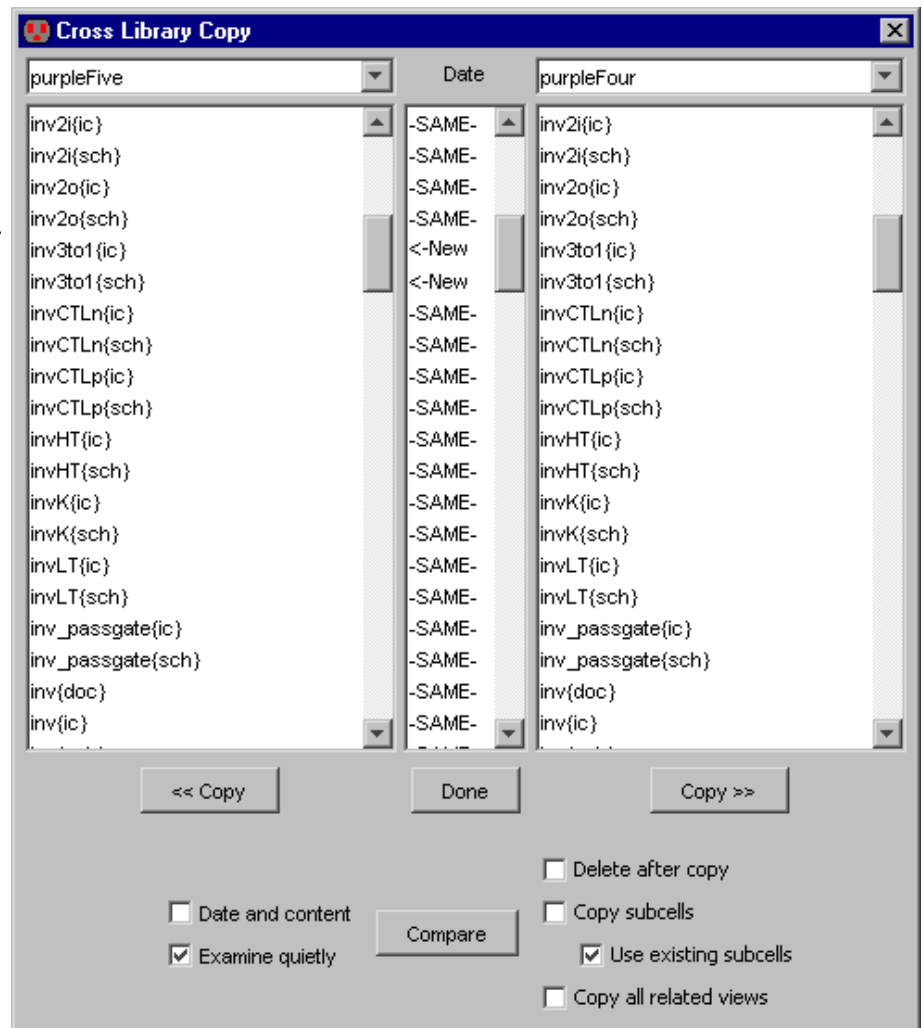 Cross Library Copy
purpleFive Date purpleFour
inv2i{ic} -SAME- inv2i{ic}
inv2i{sch} -SAME- inv2i{sch}
inv2o{ic} -SAME- inv2o{ic}
inv2o{sch} -SAME- inv2o{sch}
inv3to1{ic} <-New inv3to1{ic}
inv3to1{sch} <-New inv3to1{sch}
invCTLn{ic} -SAME- invCTLn{ic}
invCTLn{sch} -SAME- invCTLn{sch}
invCTLp{ic} -SAME- invCTLp{ic}
invCTLp{sch} -SAME- invCTLp{sch}
invHT{ic} -SAME- invHT{ic}
invHT{sch} -SAME- invHT{sch}
invK{ic} -SAME- invK{ic}
invK{sch} -SAME- invK{sch}
invLT{ic} -SAME- invLT{ic}
invLT{sch} -SAME- invLT{sch}
inv_passgate{ic} -SAME- inv_passgate{ic}
inv_passgate{sch} -SAME- inv_passgate{sch}
inv{doc} -SAME- inv{doc}
inv{ic} -SAME- inv{ic}
<< Copy Done Copy >>
Delete after copy
Date and content Copy subcells
Examine quietly Compare Use existing subcells
Copy all related views